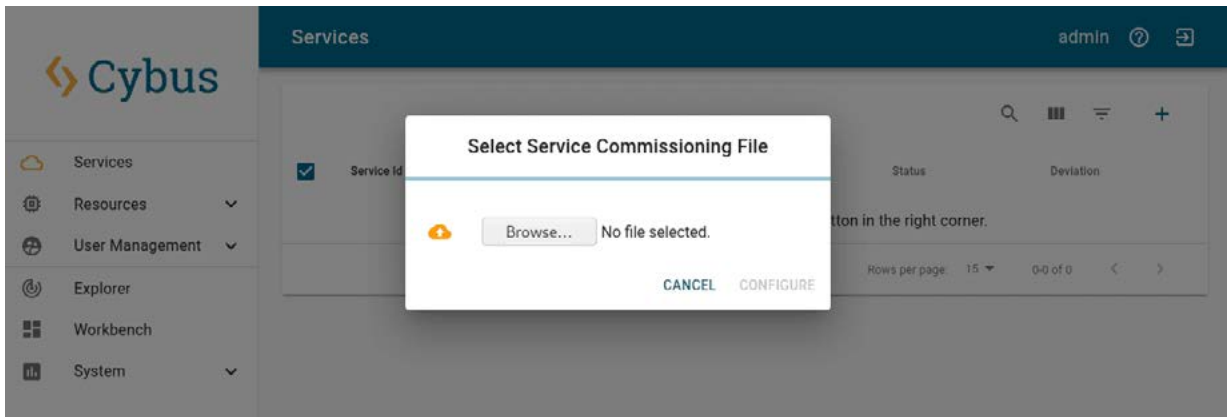 Services
admin
Cybus
Select Service Commissioning File
Services
Service Id
Status
Deviation
Resources
tton in the right corner.
Browse...
No file selected.
User Management
Rows per page: 15
0-0 of 0
Explorer
CANCEL
CONFIGURE
Workbench
System